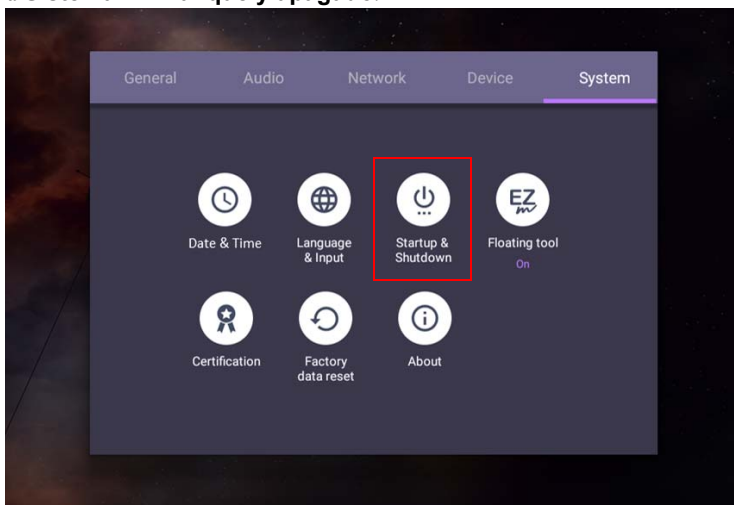 General Audio Network Device System
Date & Time
Language
& Input
Startup &
Shutdown
EZ
Floating tool
On
Certification
Factory
data reset
About